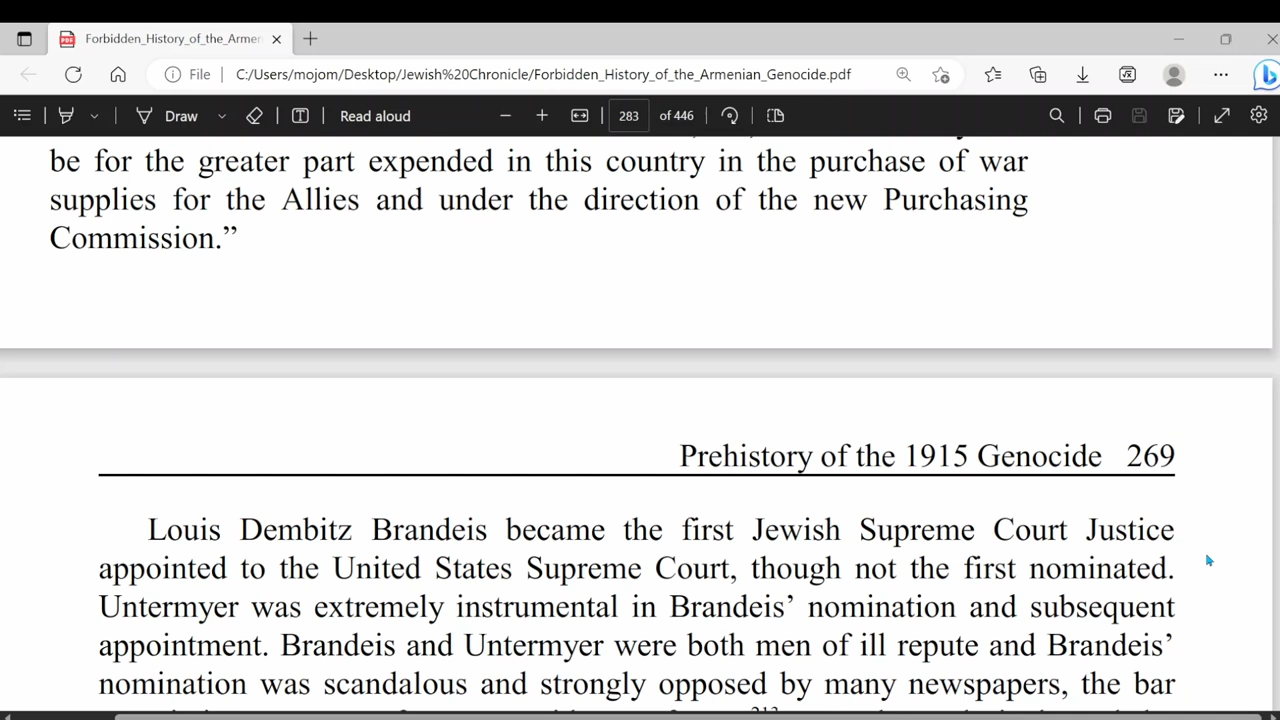 Forbidden_History_of_the_Armen
File C:/Users/mojom/Desktop/Jewish%20Chronicle/Forbidden_History_of_the_Armenian_Genocide.pdf
Draw Read aloud 283 of 446
be for the greater part expended in this country in the purchase of war
supplies for the Allies and under the direction of the new Purchasing
Commission.”
Prehistory of the 1915 Genocide 269
Louis Dembitz Brandeis became the first Jewish Supreme Court Justice
appointed to the United States Supreme Court, though not the first nominated.
Untermyer was extremely instrumental in Brandeis’ nomination and subsequent
appointment. Brandeis and Untermyer were both men of ill repute and Brandeis’
nomination was scandalous and strongly opposed by many newspapers, the bar